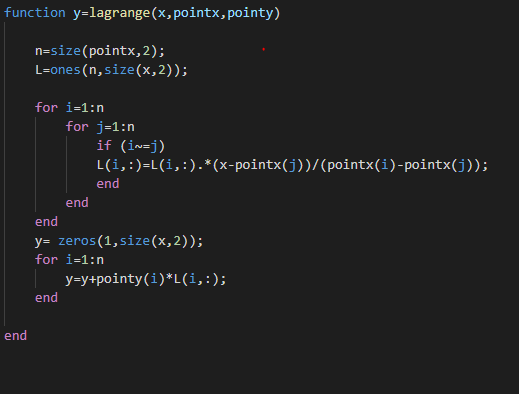 function y=lagrange(x,pointx,pointy)
n=size(pointx,2);
L=ones(n,size(x,2));
for i=1:n
for j=1:n
if (i~=j)
L(i,:)=L(i,:).*(x-pointx(j))/(pointx(i)-pointx(j));
end
end
end
y= zeros(1,size(x,2));
for i=1:n
y=y+pointy(i)*L(i,:);
end
end